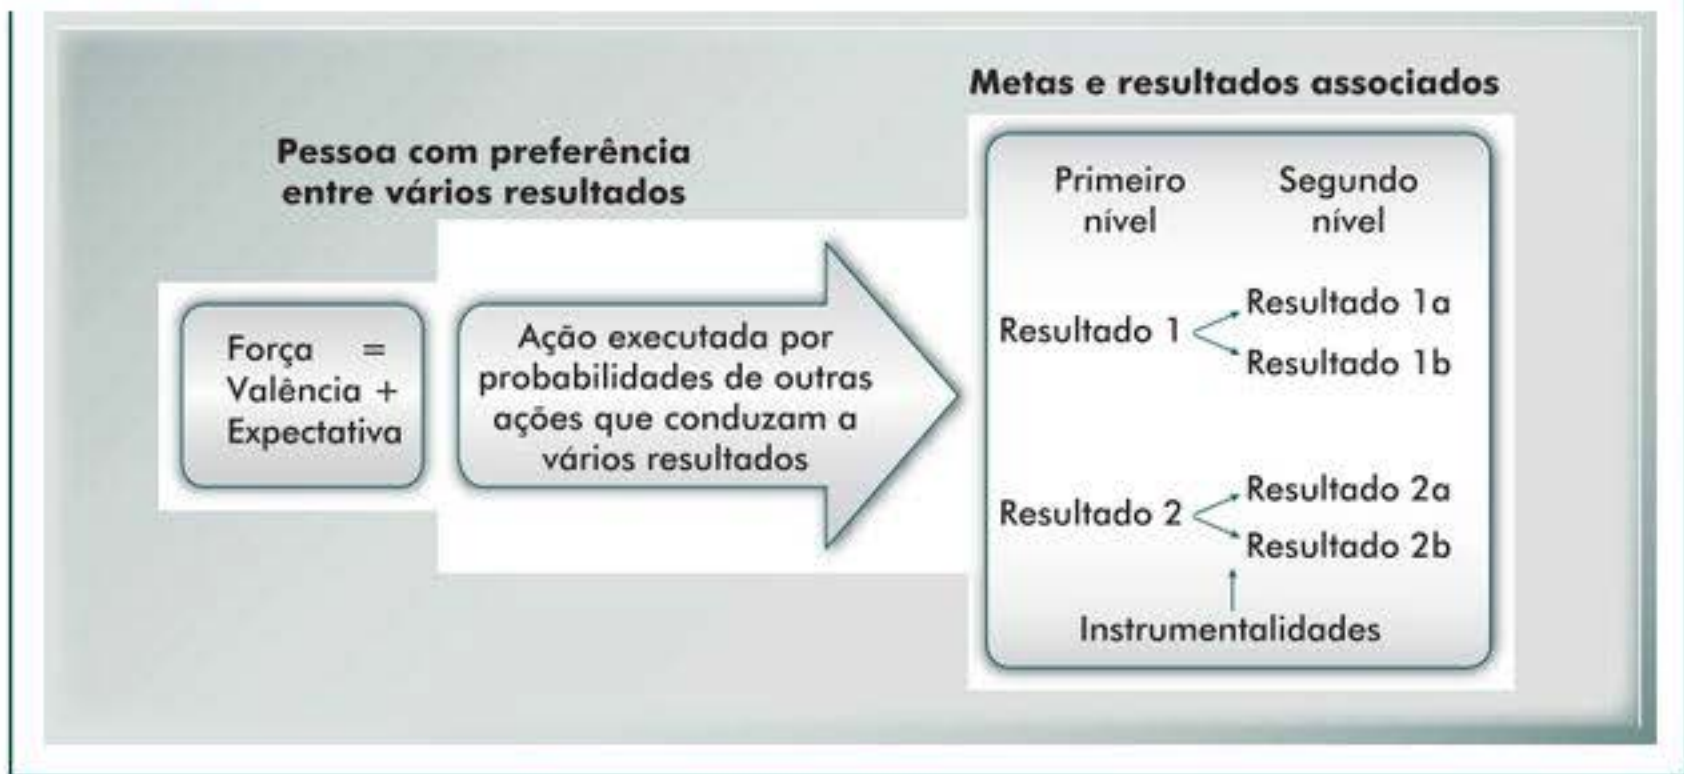 Pessoa com preferência
entre vários resultados
Força =
Valência +
Expectativa
Ação executada por
probabilidades de outras
ações que conduzam a
vários resultados
Metas e resultados associados
Primeiro
nível
Segundo
nível
Resultado 1
Resultado 1a
Resultado 1b
Resultado 2
Resultado 2a
Resultado 2b
Instrumentalidades